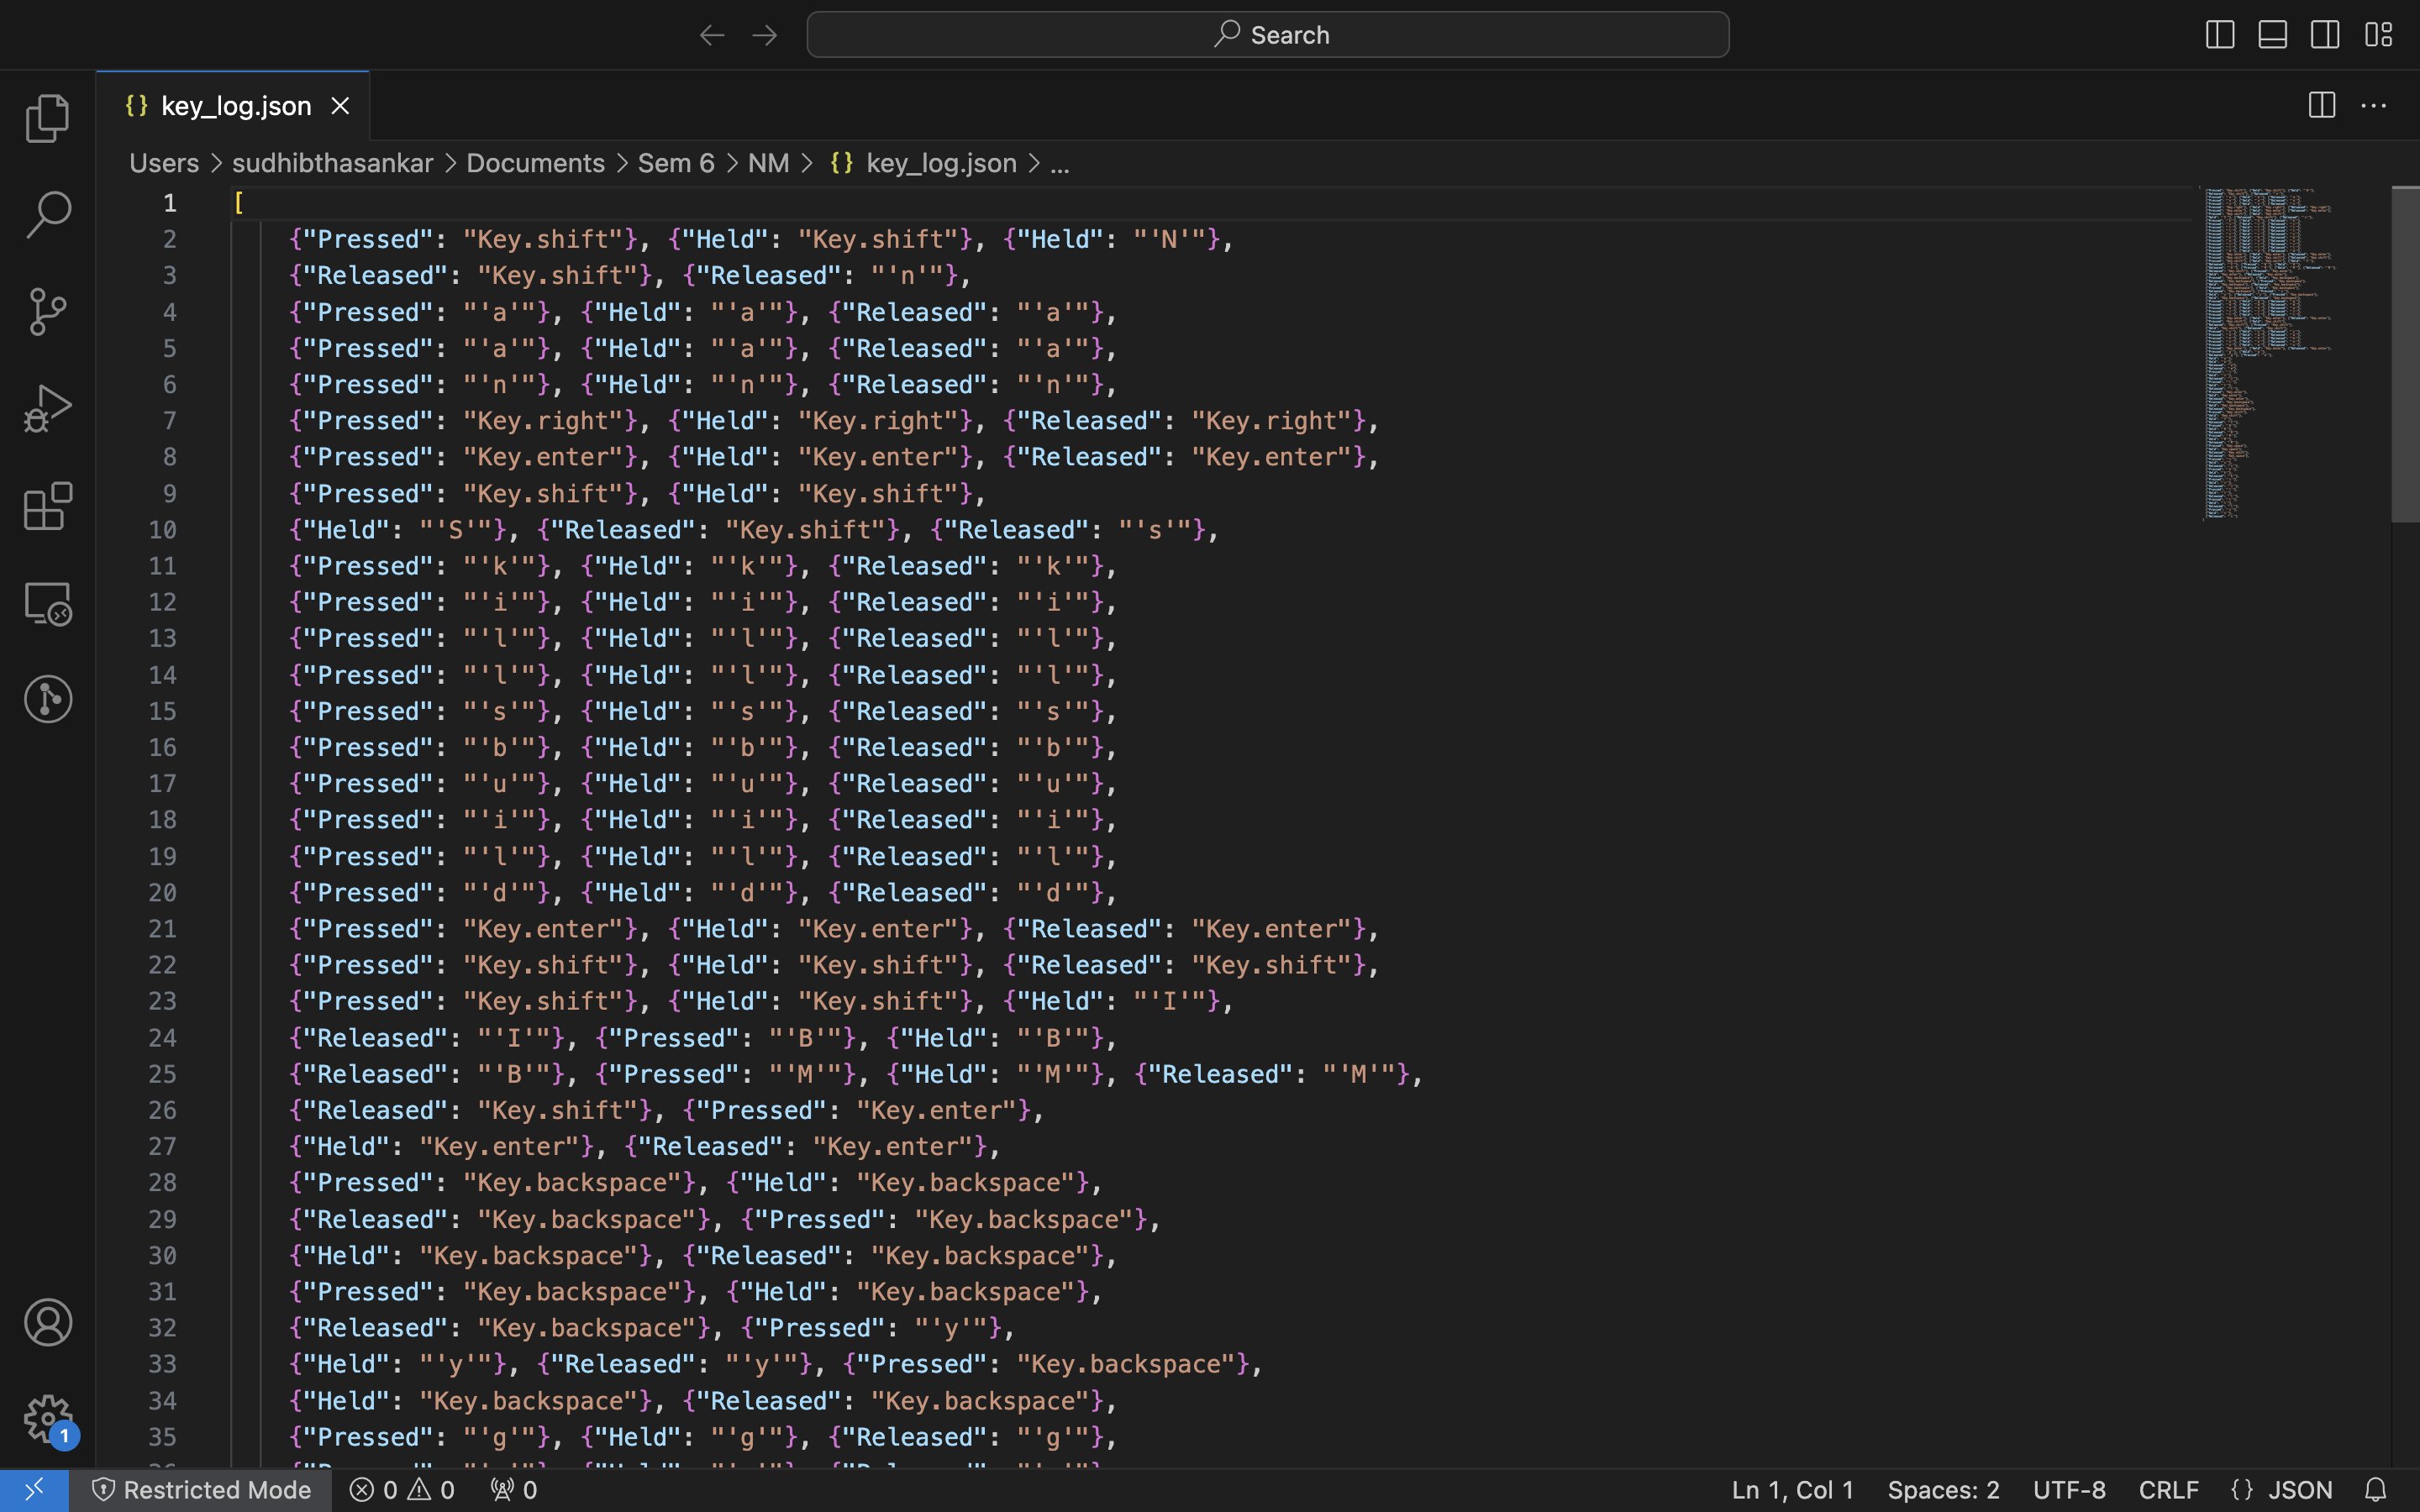 Search
key_log.json
Users > sudhibthasankar > Documents > Sem 6 > NM > {} key_log.json > ...
1 [
2 {"Pressed": "Key.shift"}, {"Held": "Key.shift"}, {"Held": "'N'"},
3 {"Released": "Key.shift"}, {"Released": "'n'"},
4 {"Pressed": "'a'"}, {"Held": "'a'"}, {"Released": "'a'"},
5 {"Pressed": "'a'"}, {"Held": "'a'"}, {"Released": "'a'"},
6 {"Pressed": "'n'"}, {"Held": "'n'"}, {"Released": "'n'"},
7 {"Pressed": "Key.right"}, {"Held": "Key.right"}, {"Released": "Key.right"},
8 {"Pressed": "Key.enter"}, {"Held": "Key.enter"}, {"Released": "Key.enter"},
9 {"Pressed": "Key.shift"}, {"Held": "Key.shift"},
10 {"Held": "'S'"}, {"Released": "Key.shift"}, {"Released": "'s'"},
11 {"Pressed": "'k'"}, {"Held": "'k'"}, {"Released": "'k'"},
12 {"Pressed": "'i'"}, {"Held": "'i'"}, {"Released": "'i'"},
13 {"Pressed": "'l'"}, {"Held": "'l'"}, {"Released": "'l'"},
14 {"Pressed": "'l'"}, {"Held": "'l'"}, {"Released": "'l'"},
15 {"Pressed": "'s'"}, {"Held": "'s'"}, {"Released": "'s'"},
16 {"Pressed": "'b'"}, {"Held": "'b'"}, {"Released": "'b'"},
17 {"Pressed": "'u'"}, {"Held": "'u'"}, {"Released": "'u'"},
18 {"Pressed": "'i'"}, {"Held": "'i'"}, {"Released": "'i'"},
19 {"Pressed": "'l'"}, {"Held": "'l'"}, {"Released": "'l'"},
20 {"Pressed": "'d'"}, {"Held": "'d'"}, {"Released": "'d'"},
21 {"Pressed": "Key.enter"}, {"Held": "Key.enter"}, {"Released": "Key.enter"},
22 {"Pressed": "Key.shift"}, {"Held": "Key.shift"}, {"Released": "Key.shift"},
23 {"Pressed": "Key.shift"}, {"Held": "Key.shift"}, {"Held": "'I'"},
24 {"Released": "'I'"}, {"Pressed": "'B'"}, {"Held": "'B'"},
25 {"Released": "'B'"}, {"Pressed": "'M'"}, {"Held": "'M'"}, {"Released": "'M'"},
26 {"Released": "Key.shift"}, {"Pressed": "Key.enter"},
27 {"Held": "Key.enter"}, {"Released": "Key.enter"},
28 {"Pressed": "Key.backspace"}, {"Held": "Key.backspace"},
29 {"Released": "Key.backspace"}, {"Pressed": "Key.backspace"},
30 {"Held": "Key.backspace"}, {"Released": "Key.backspace"},
31 {"Pressed": "Key.backspace"}, {"Held": "Key.backspace"},
32 {"Released": "Key.backspace"}, {"Pressed": "'y'"},
33 {"Held": "'y'"}, {"Released": "'y'"}, {"Pressed": "Key.backspace"},
34 {"Held": "Key.backspace"}, {"Released": "Key.backspace"},
35 {"Pressed": "'g'"}, {"Held": "'g'"}, {"Released": "'g'"},
1
Restricted Mode 0 0 0 Ln 1, Col 1 Spaces: 2 UTF-8 CRLF {} JSON